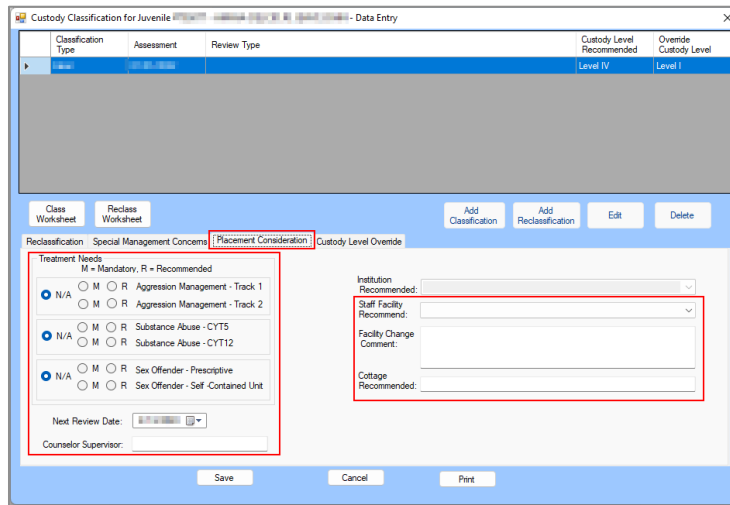 Custody Classification for Juvenile - Data Entry
Classification Type Assessment Review Type Custody Level Recommended Override Custody Level
Level IV Level I
Class Worksheet Reclass Worksheet Add Classification Add Reclassification Edit Delete
Reclassification Special Management Concerns Placement Consideration Custody Level Override
Treatment Needs
M = Mandatory, R = Recommended
N/A M R Aggression Management - Track 1
M R Aggression Management - Track 2
N/A M R Substance Abuse - CYT5
M R Substance Abuse - CYT12
N/A M R Sex Offender - Prescriptive
M R Sex Offender - Self -Contained Unit
Next Review Date:
Counselor Supervisor:
Institution Recommended:
Staff Facility Recommend:
Facility Change Comment:
Cottage Recommended:
Save Cancel Print